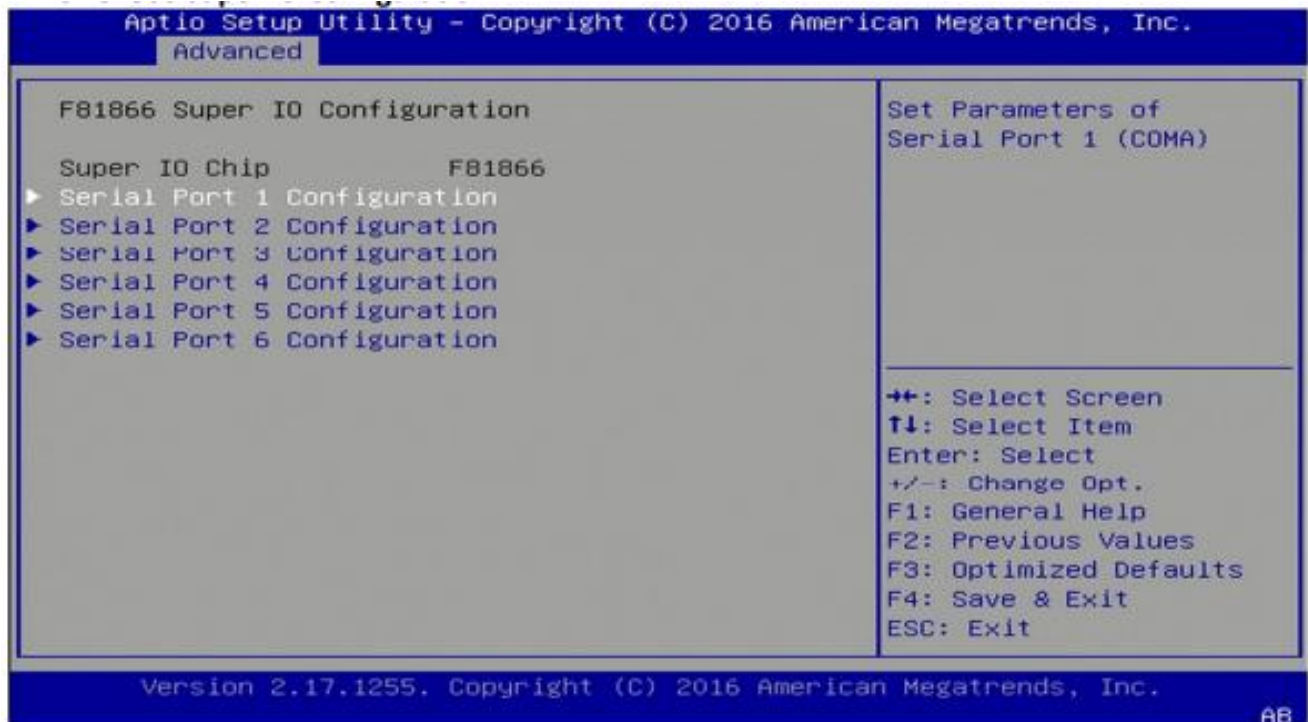 Aptio Setup Utility – Copyright (C) 2016 American Megatrends, Inc.
Advanced
F81866 Super IO Configuration
Super IO Chip F81866
► Serial Port 1 Configuration
► Serial Port 2 Configuration
► Serial Port 3 Configuration
► Serial Port 4 Configuration
► Serial Port 5 Configuration
► Serial Port 6 Configuration
Set Parameters of
Serial Port 1 (COMA)
→←: Select Screen
↑↓: Select Item
Enter: Select
+/-: Change Opt.
F1: General Help
F2: Previous Values
F3: Optimized Defaults
F4: Save & Exit
ESC: Exit
Version 2.17.1255. Copyright (C) 2016 American Megatrends, Inc.
AB